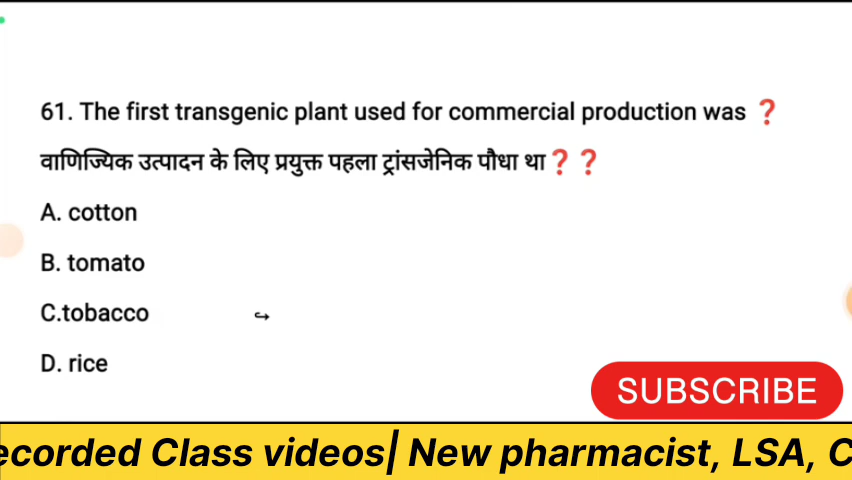 61. The first transgenic plant used for commercial production was ❓
वाणिज्यिक उत्पादन के लिए प्रयुक्त पहला ट्रांसजेनिक पौधा था❓❓
A. cotton
B. tomato
C.tobacco
D. rice
SUBSCRIBE
ecorded Class videos| New pharmacist, LSA, C